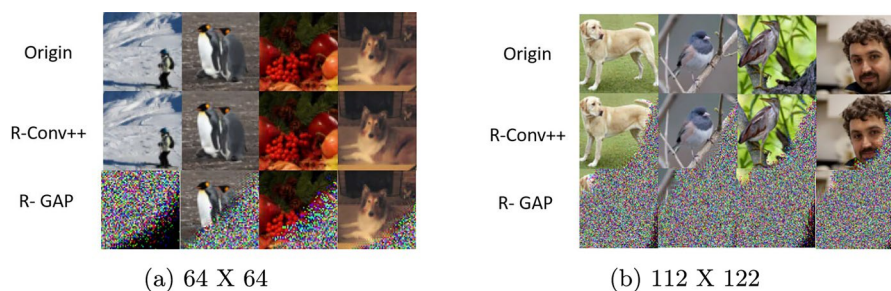 Origin
R-Conv++
R- GAP
(a) 64 X 64
Origin
R-Conv++
R- GAP
(b) 112 X 122